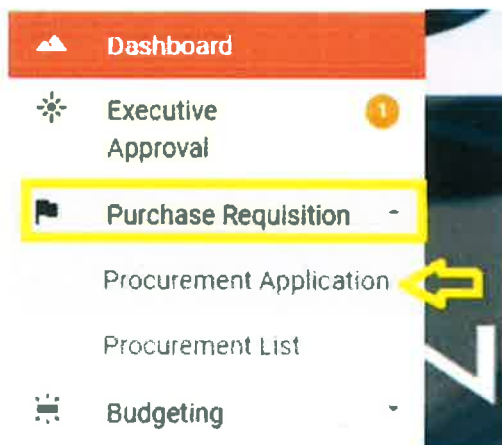 Dashboard
Executive
1
Approval
Purchase Requisition
Procurement Application
Procurement List
Budgeting